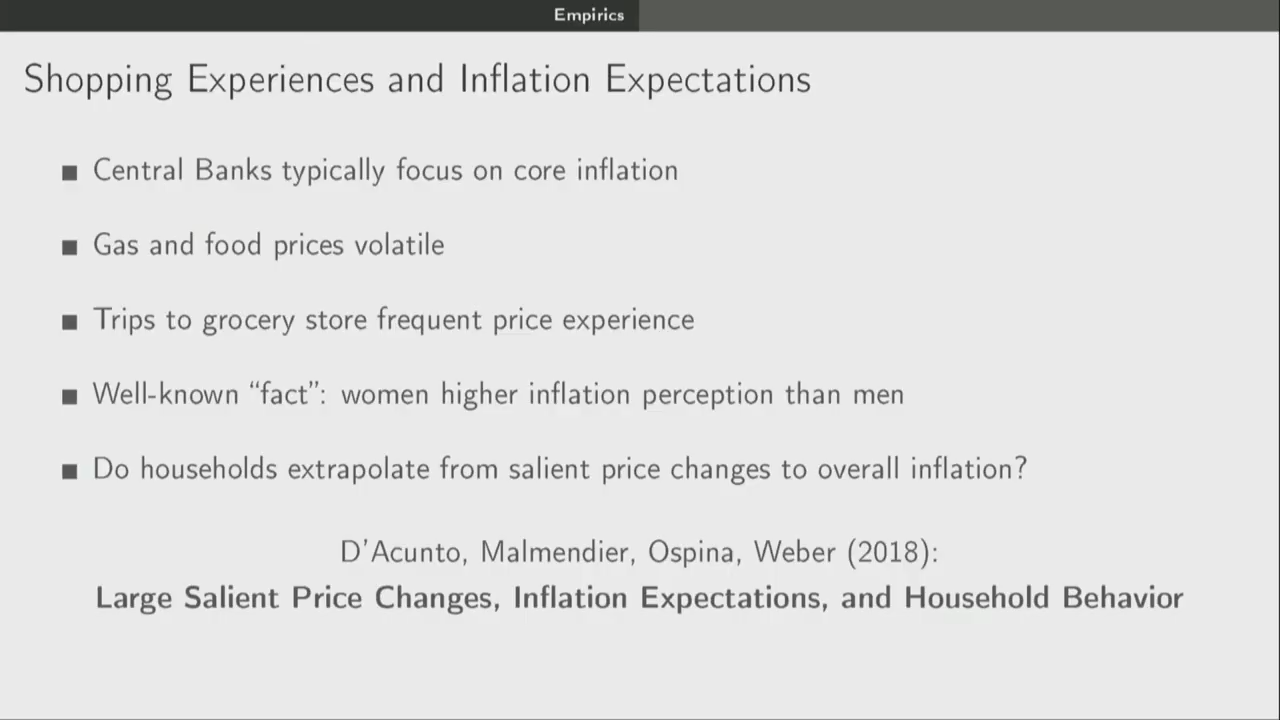 Empirics
Shopping Experiences and Inflation Expectations
■ Central Banks typically focus on core inflation
■ Gas and food prices volatile
■ Trips to grocery store frequent price experience
■ Well-known “fact”: women higher inflation perception than men
■ Do households extrapolate from salient price changes to overall inflation?
D'Acunto, Malmendier, Ospina, Weber (2018):
Large Salient Price Changes, Inflation Expectations, and Household Behavior